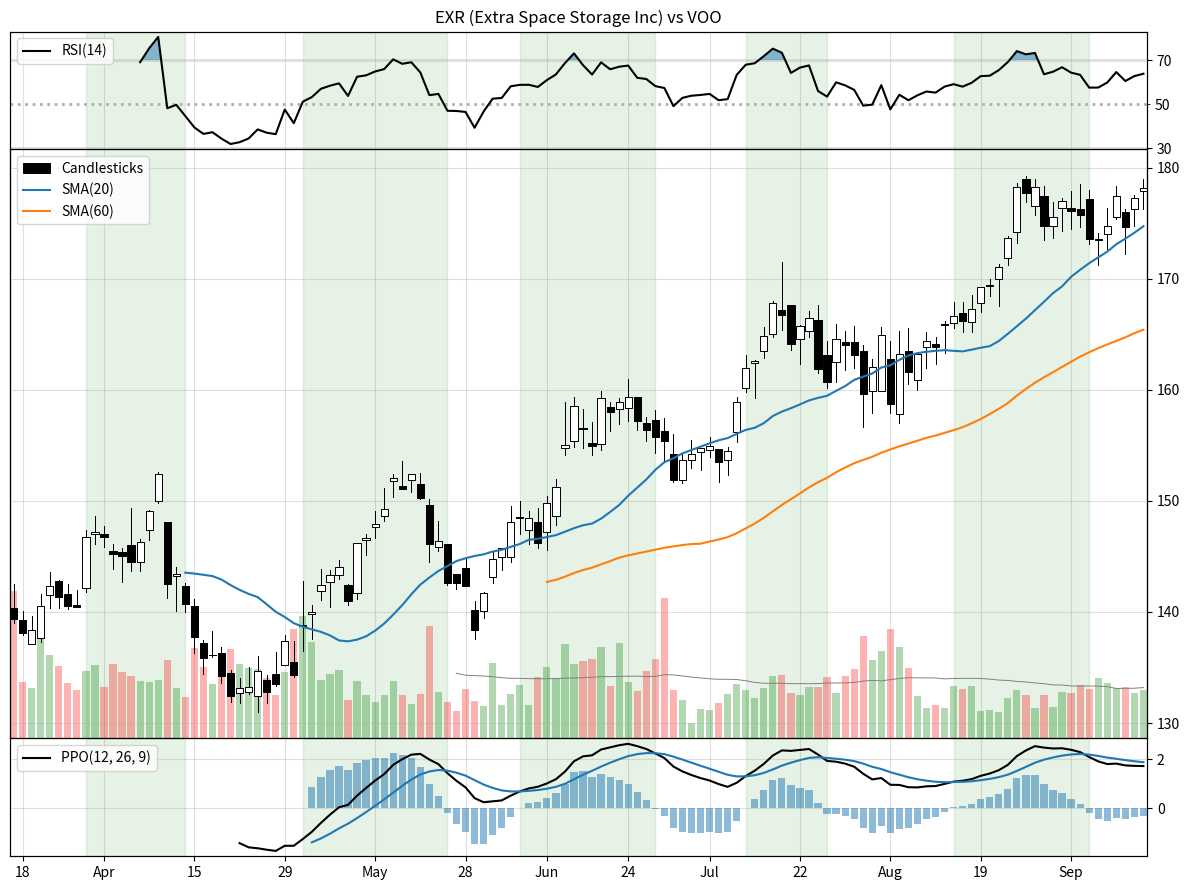 EXR (Extra Space Storage Inc) vs VOO
RSI(14)
70
50
30
Candlesticks
SMA(20)
SMA(60)
180
170
160
150
140
130
PPO(12, 26, 9)
2
0
18 Apr 15 29 May 28 Jun 24 Jul 22 Aug 19 Sep